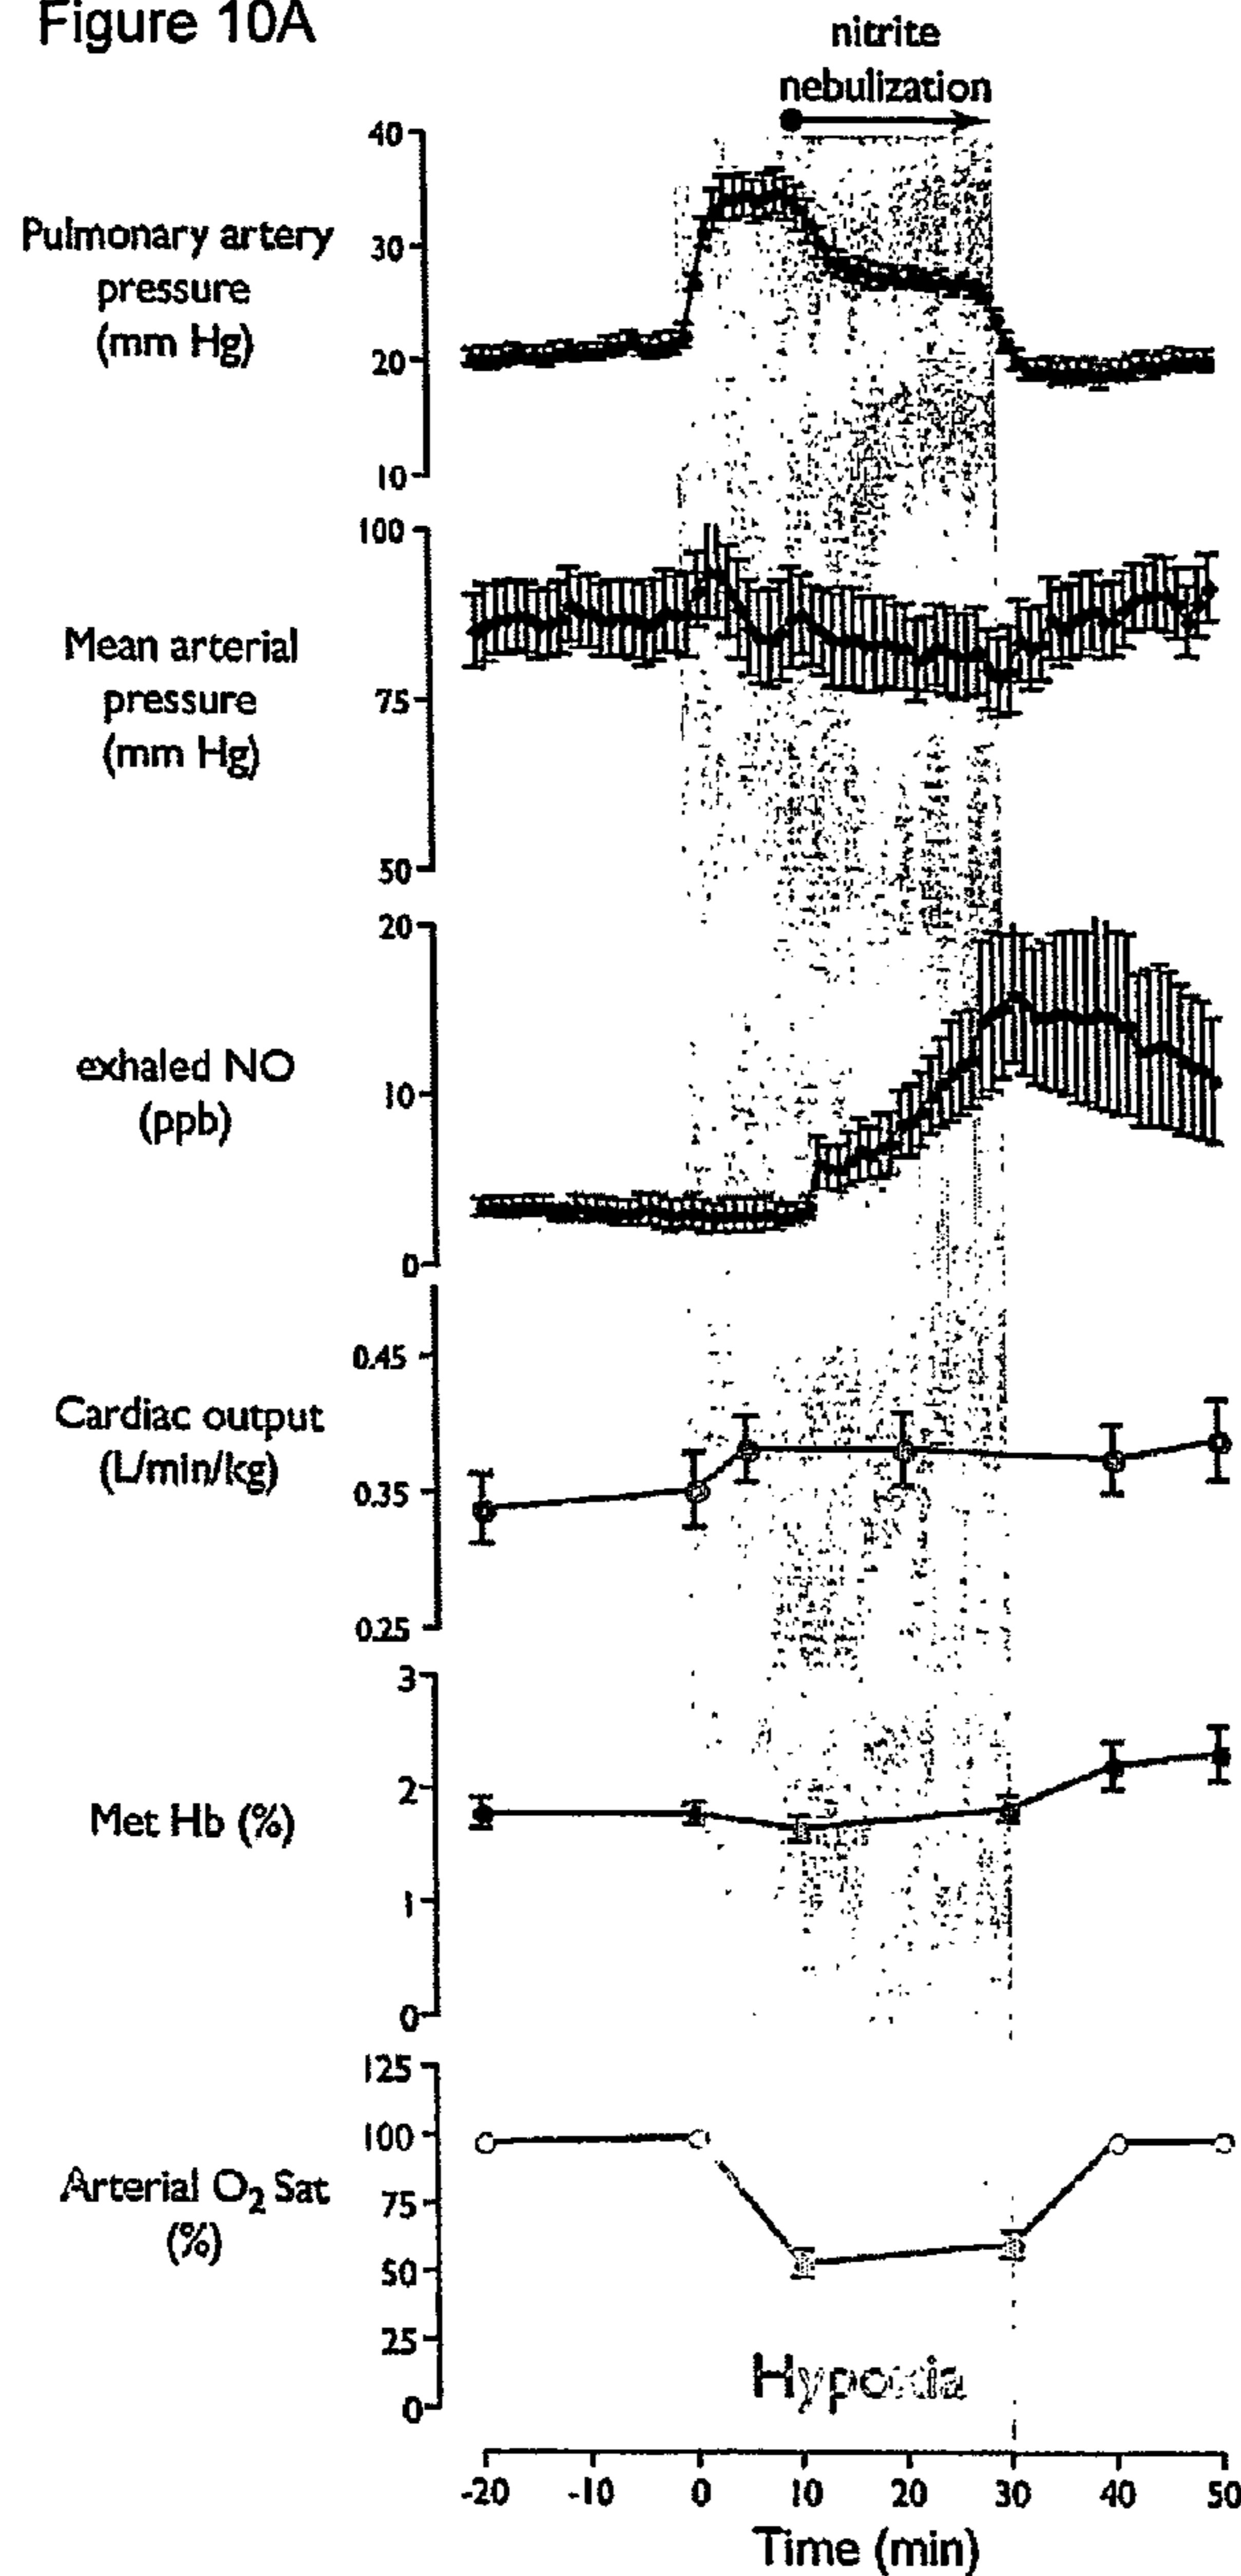 Figure 10A
nitrite
nebulization
40
Pulmonary artery
pressure
(mm Hg)
30
20
10
100
Mean arterial
pressure
(mm Hg)
75
50
20
exhaled NO
(ppb)
10
0
0.45
Cardiac output
(L/min/kg)
0.35
0.25
3
2
Met Hb (%)
1
0
125
100
Arterial O₂ Sat
(%)
75
50
25
0
Hypoxia
-20 -10 0 10 20 30 40 50
Time (min)